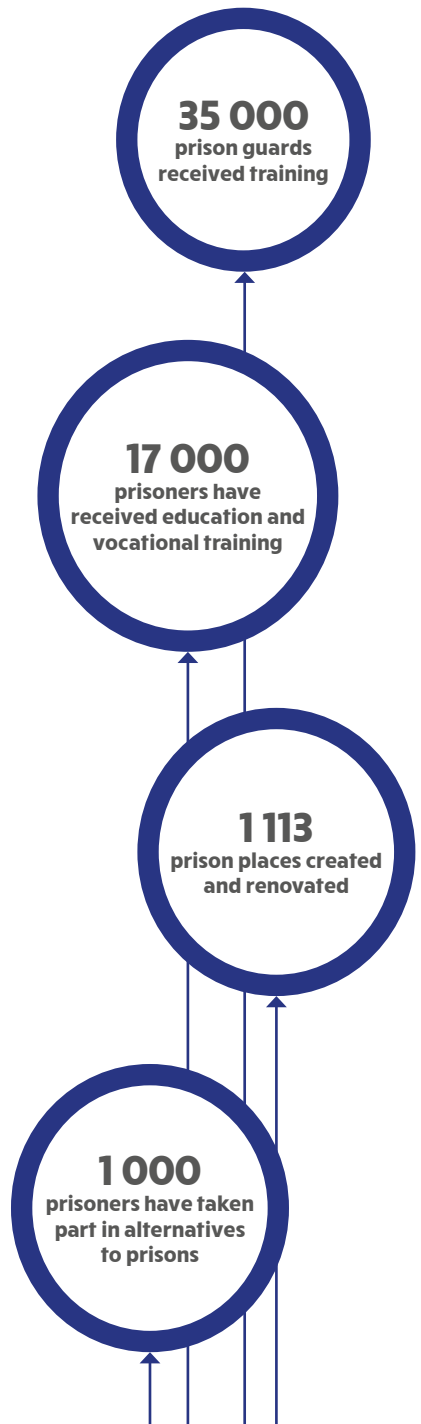 35 000
prison guards
received training
17 000
prisoners have
received education and
vocational training
1 113
prison places created
and renovated
1 000
prisoners have taken
part in alternatives
to prisons